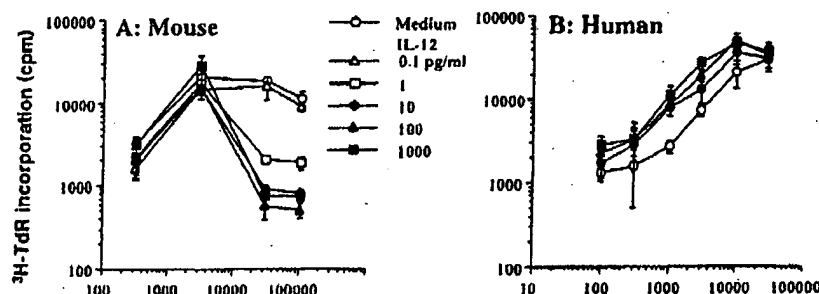 A: Mouse
³H-TdR incorporation (cpm)
100000
10000
1000
100
100 1000 10000 100000
Medium
IL-12
0.1 pg/ml
1
10
100
1000
B: Human
100000
10000
1000
100
10 100 1000 10000 100000